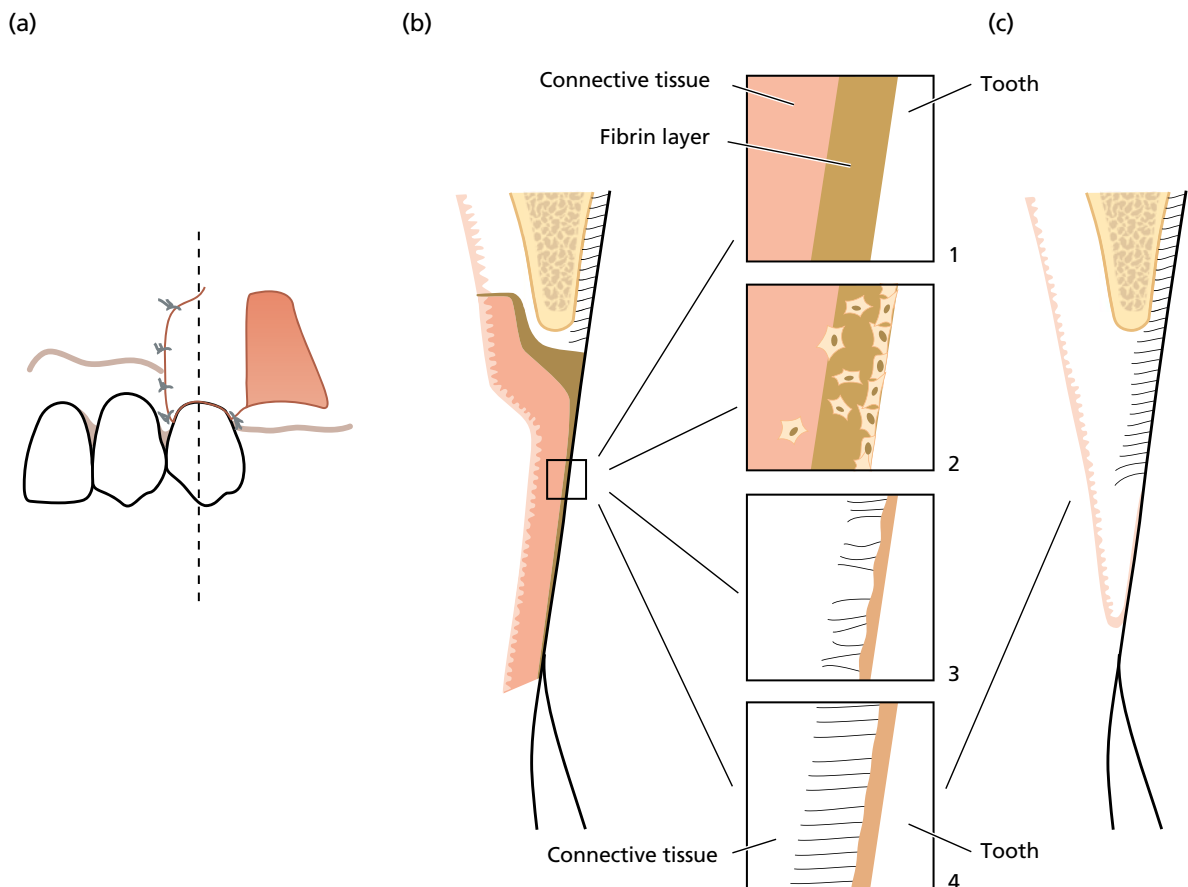 (a)
(b)
(c)
Connective tissue
Tooth
Fibrin layer
1
2
3
Connective tissue
Tooth
4